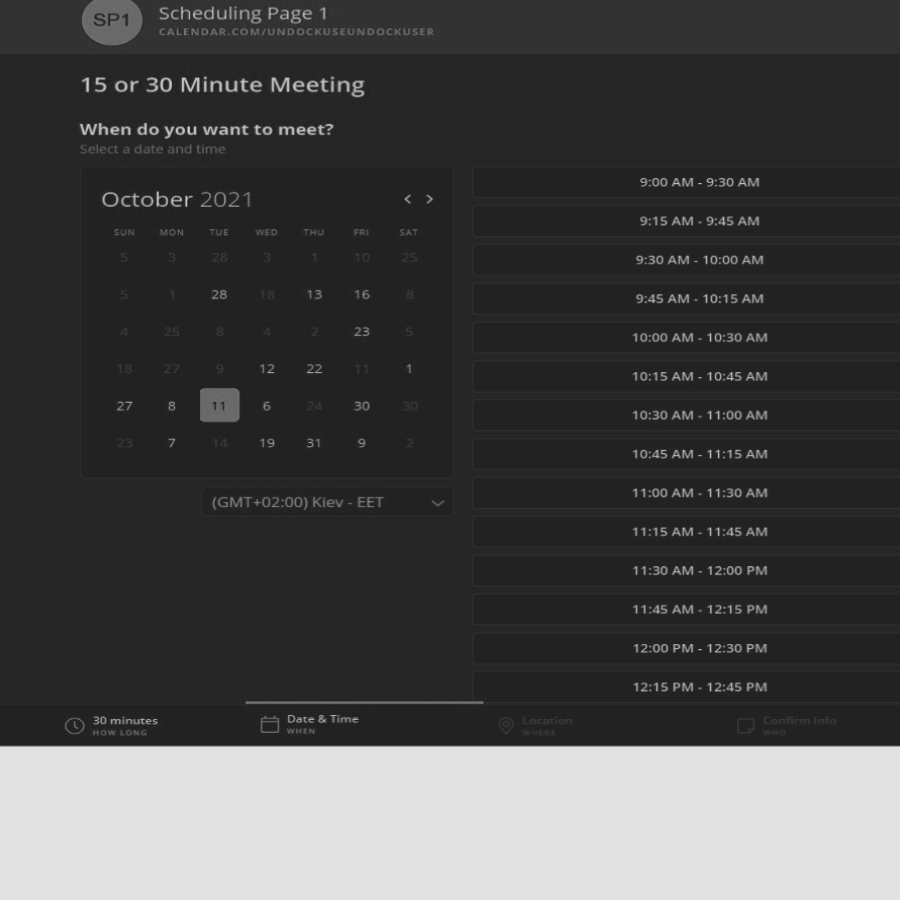 SP1
Scheduling Page 1
CALENDAR.COM/UNDOCKUSEUNDOCKUSER
15 or 30 Minute Meeting
When do you want to meet?
Select a date and time
October 2021 < >
SUN MON TUE WED THU FRI SAT
5 3 28 3 1 10 25
5 1 28 18 13 16 8
4 25 8 4 2 23 5
18 27 9 12 22 11 1
27 8 11 6 24 30 30
23 7 14 19 31 9 2
(GMT+02:00) Kiev - EET
9:00 AM - 9:30 AM
9:15 AM - 9:45 AM
9:30 AM - 10:00 AM
9:45 AM - 10:15 AM
10:00 AM - 10:30 AM
10:15 AM - 10:45 AM
10:30 AM - 11:00 AM
10:45 AM - 11:15 AM
11:00 AM - 11:30 AM
11:15 AM - 11:45 AM
11:30 AM - 12:00 PM
11:45 AM - 12:15 PM
12:00 PM - 12:30 PM
12:15 PM - 12:45 PM
30 minutes
HOW LONG
Date & Time
WHEN
Location
WHERE
Confirm Info
WHO